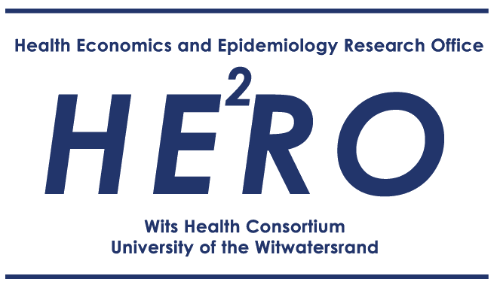 Health Economics and Epidemiology Research Office
HE²RO
Wits Health Consortium
University of the Witwatersrand